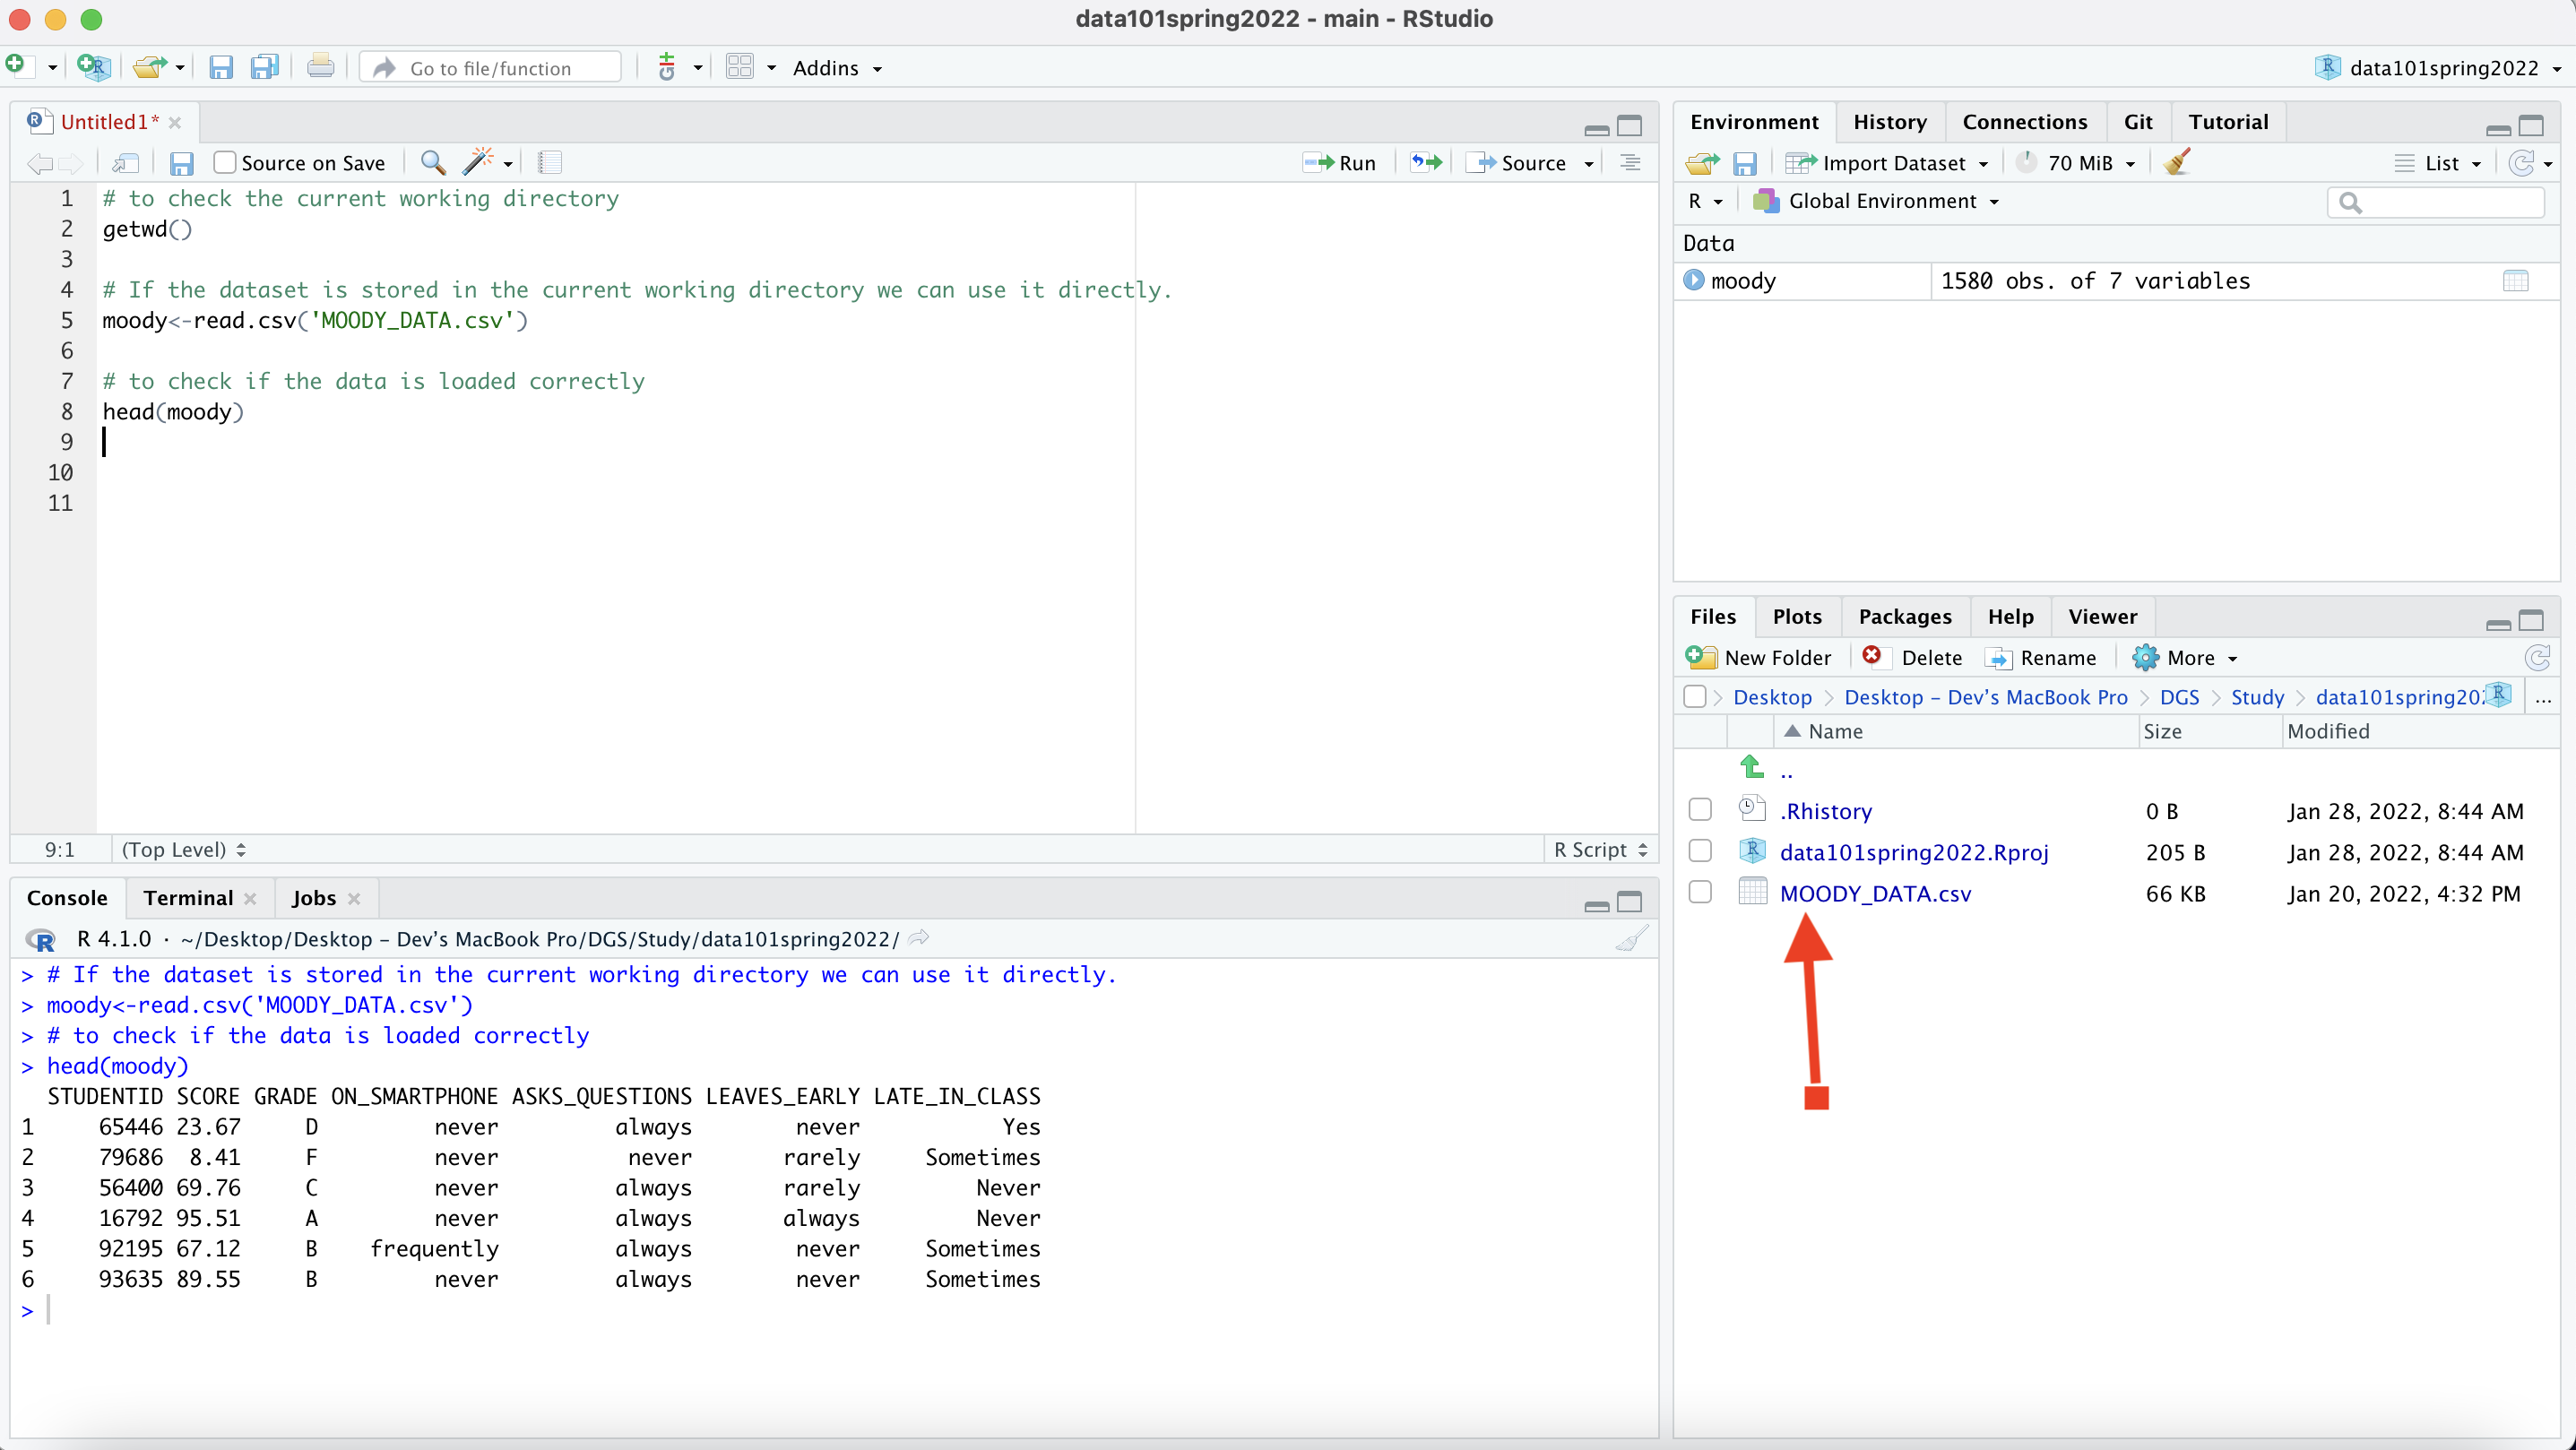 data101spring2022 - main - RStudio
Go to file/function
Addins
data101spring2022
Untitled1*
Source on Save
Run
Source
1 # to check the current working directory
2 getwd()
3
4 # If the dataset is stored in the current working directory we can use it directly.
5 moody<-read.csv('MOODY_DATA.csv')
6
7 # to check if the data is loaded correctly
8 head(moody)
9
10
11
9:1 (Top Level) R Script
Console Terminal Jobs
R 4.1.0 · ~/Desktop/Desktop – Dev’s MacBook Pro/DGS/Study/data101spring2022/
> # If the dataset is stored in the current working directory we can use it directly.
> moody<-read.csv('MOODY_DATA.csv')
> # to check if the data is loaded correctly
> head(moody)
STUDENTID SCORE GRADE ON_SMARTPHONE ASKS_QUESTIONS LEAVES_EARLY LATE_IN_CLASS
1 65446 23.67 D never always never Yes
2 79686 8.41 F never never rarely Sometimes
3 56400 69.76 C never always rarely Never
4 16792 95.51 A never always always Never
5 92195 67.12 B frequently always never Sometimes
6 93635 89.55 B never always never Sometimes
>
Environment History Connections Git Tutorial
Import Dataset 70 MiB List
R Global Environment
Data
moody 1580 obs. of 7 variables
Files Plots Packages Help Viewer
New Folder Delete Rename More
Desktop Desktop – Dev’s MacBook Pro DGS Study data101spring202 ...
Name Size Modified
..
.Rhistory 0 B Jan 28, 2022, 8:44 AM
data101spring2022.Rproj 205 B Jan 28, 2022, 8:44 AM
MOODY_DATA.csv 66 KB Jan 20, 2022, 4:32 PM